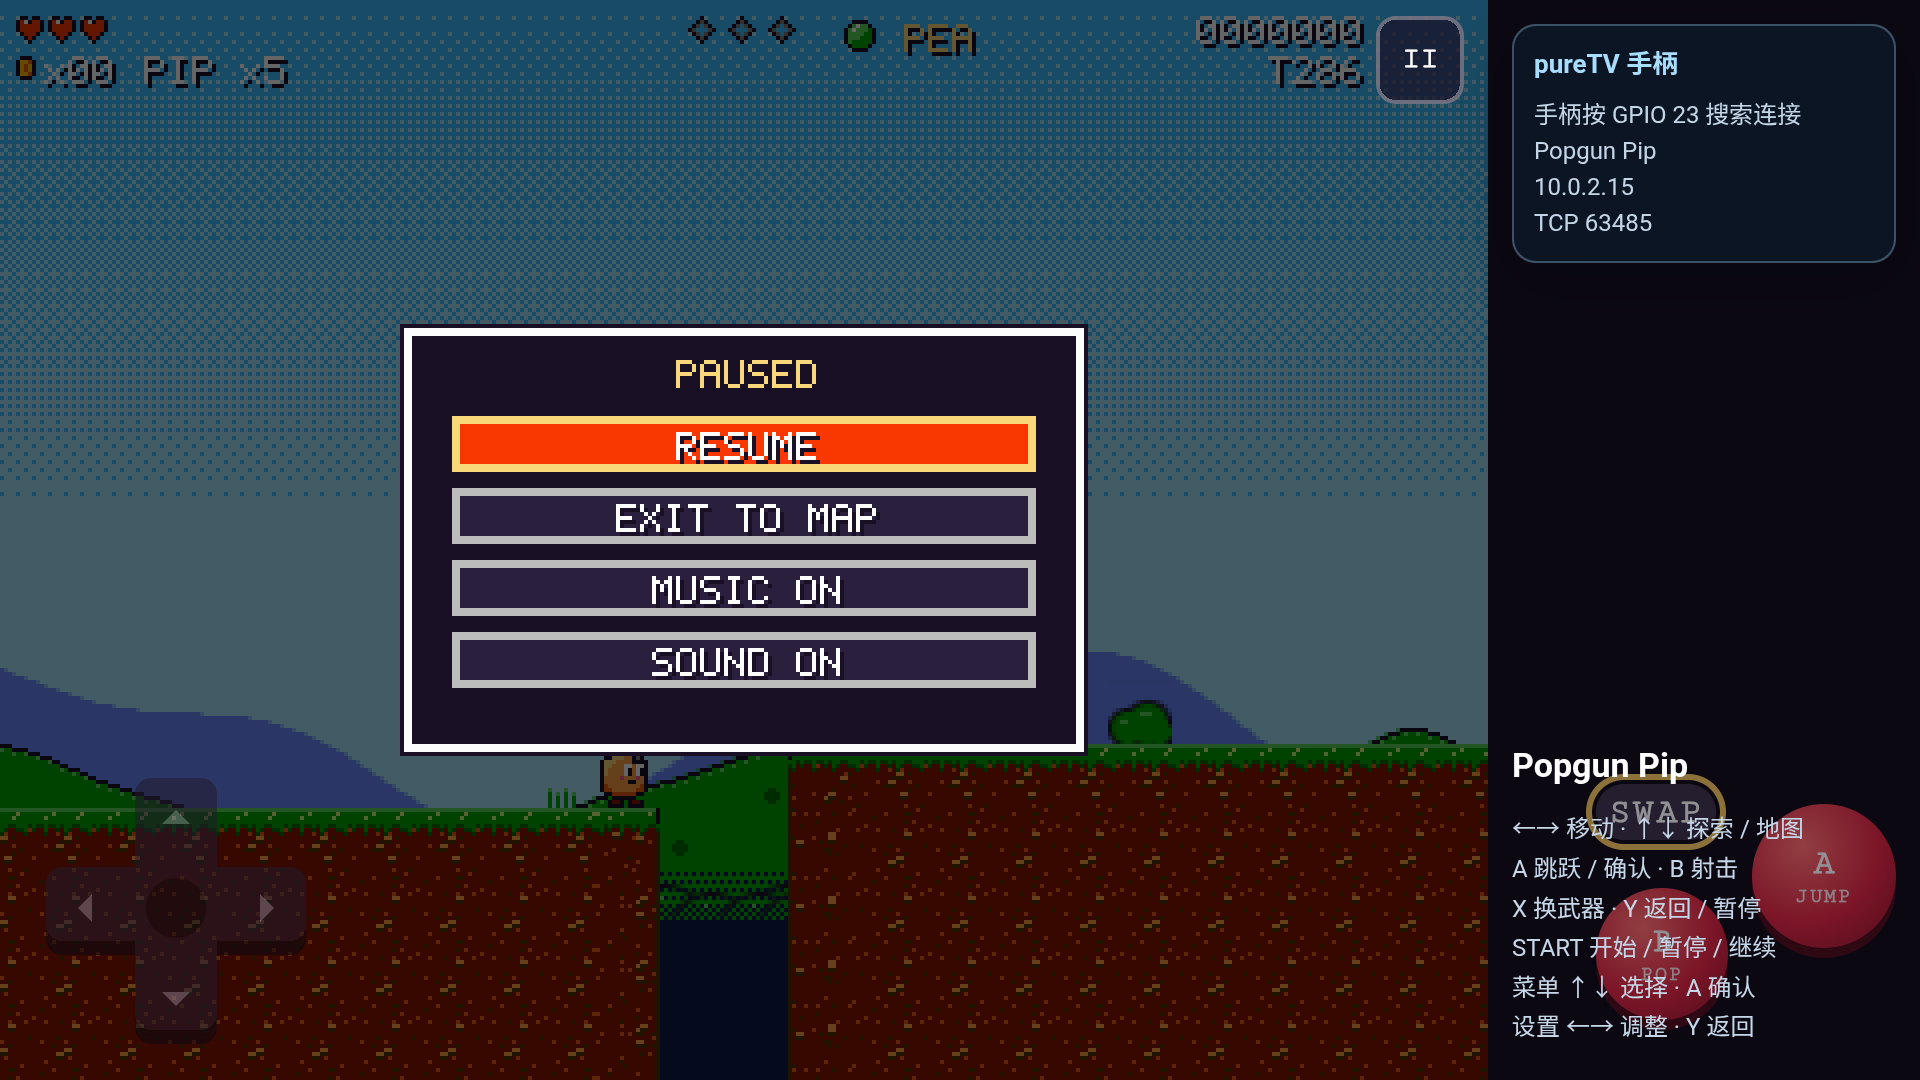 x00 PIP x5
PEA
0000000
T286
II
PAUSED
RESUME
EXIT TO MAP
MUSIC ON
SOUND ON
pureTV 手柄
手柄按 GPIO 23 搜索连接
Popgun Pip
10.0.2.15
TCP 63485
Popgun Pip
SWAP
←→ 移动 · ↑↓ 探索 / 地图
A
JUMP
A 跳跃 / 确认 · B 射击
X 换武器 · Y 返回 / 暂停
B
POP
START 开始 / 暂停 / 继续
菜单 ↑↓ 选择 · A 确认
设置 ←→ 调整 · Y 返回